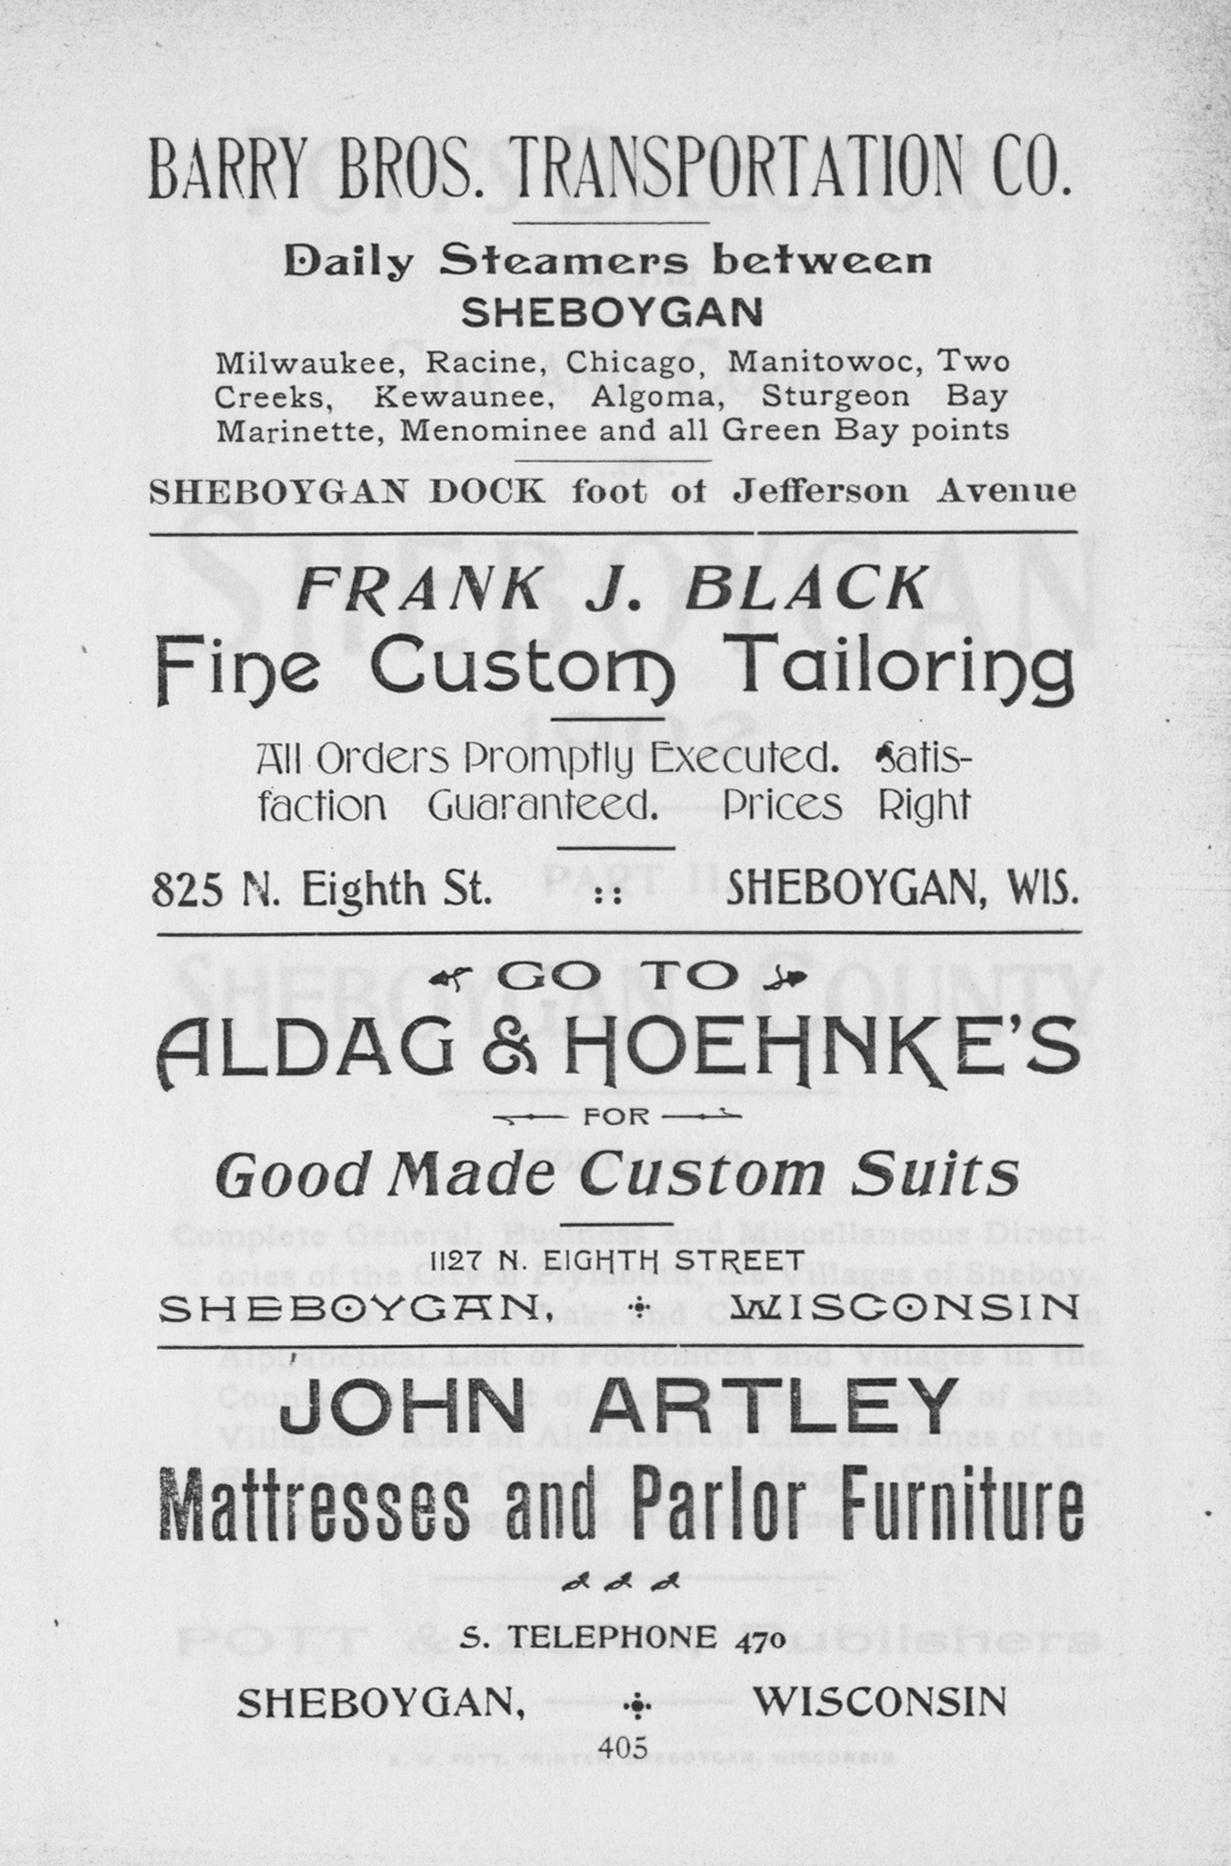 BARRY BROS. TRANSPORTATION CO.
Daily Steamers between
SHEBOYGAN
Milwaukee, Racine, Chicago, Manitowoc, Two
Creeks, Kewaunee, Algoma, Sturgeon Bay
Marinette, Menominee and all Green Bay points
SHEBOYGAN DOCK foot of Jefferson Avenue
FRANK J. BLACK
Fine Custom Tailoring
All Orders Promptly Executed. Satis-
faction Guaranteed. Prices Right
825 N. Eighth St. :: SHEBOYGAN, WIS.
GO TO
ALDAG & HOEHNKE'S
FOR
Good Made Custom Suits
1127 N. EIGHTH STREET
SHEBOYGAN, WISCONSIN
JOHN ARTLEY
Mattresses and Parlor Furniture
S. TELEPHONE 470
SHEBOYGAN, WISCONSIN
405